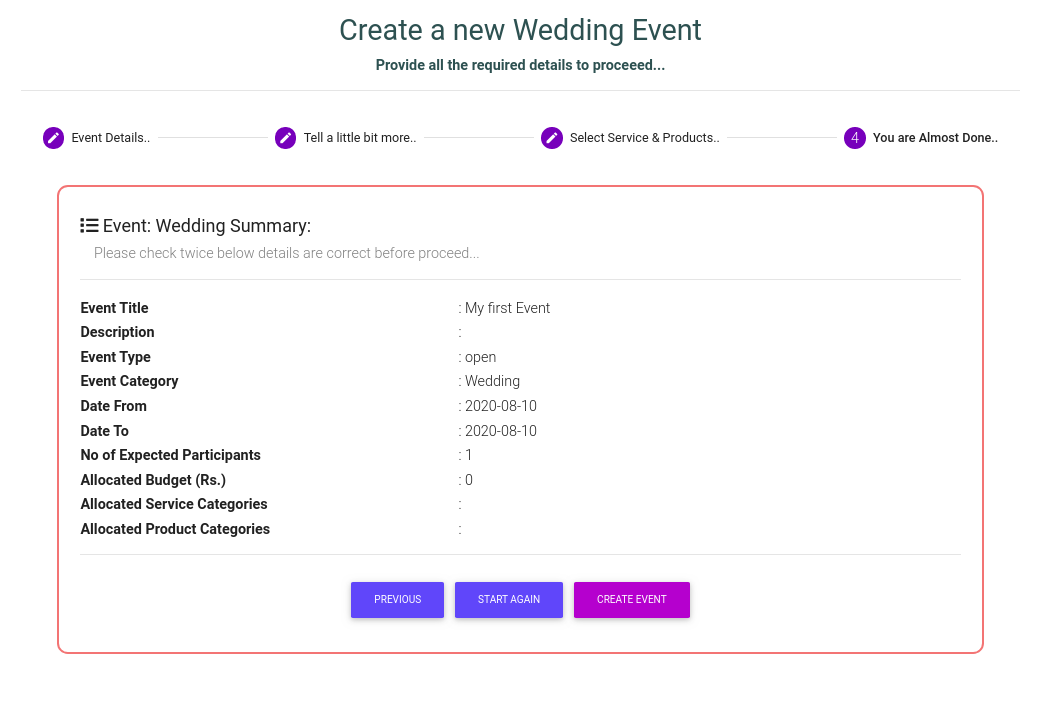 Create a new Wedding Event
Provide all the required details to proceeed...
Event Details..
Tell a little bit more..
Select Service & Products..
4 You are Almost Done..
Event: Wedding Summary:
Please check twice below details are correct before proceed...
Event Title : My first Event
Description :
Event Type : open
Event Category : Wedding
Date From : 2020-08-10
Date To : 2020-08-10
No of Expected Participants : 1
Allocated Budget (Rs.) : 0
Allocated Service Categories :
Allocated Product Categories :
PREVIOUS START AGAIN CREATE EVENT